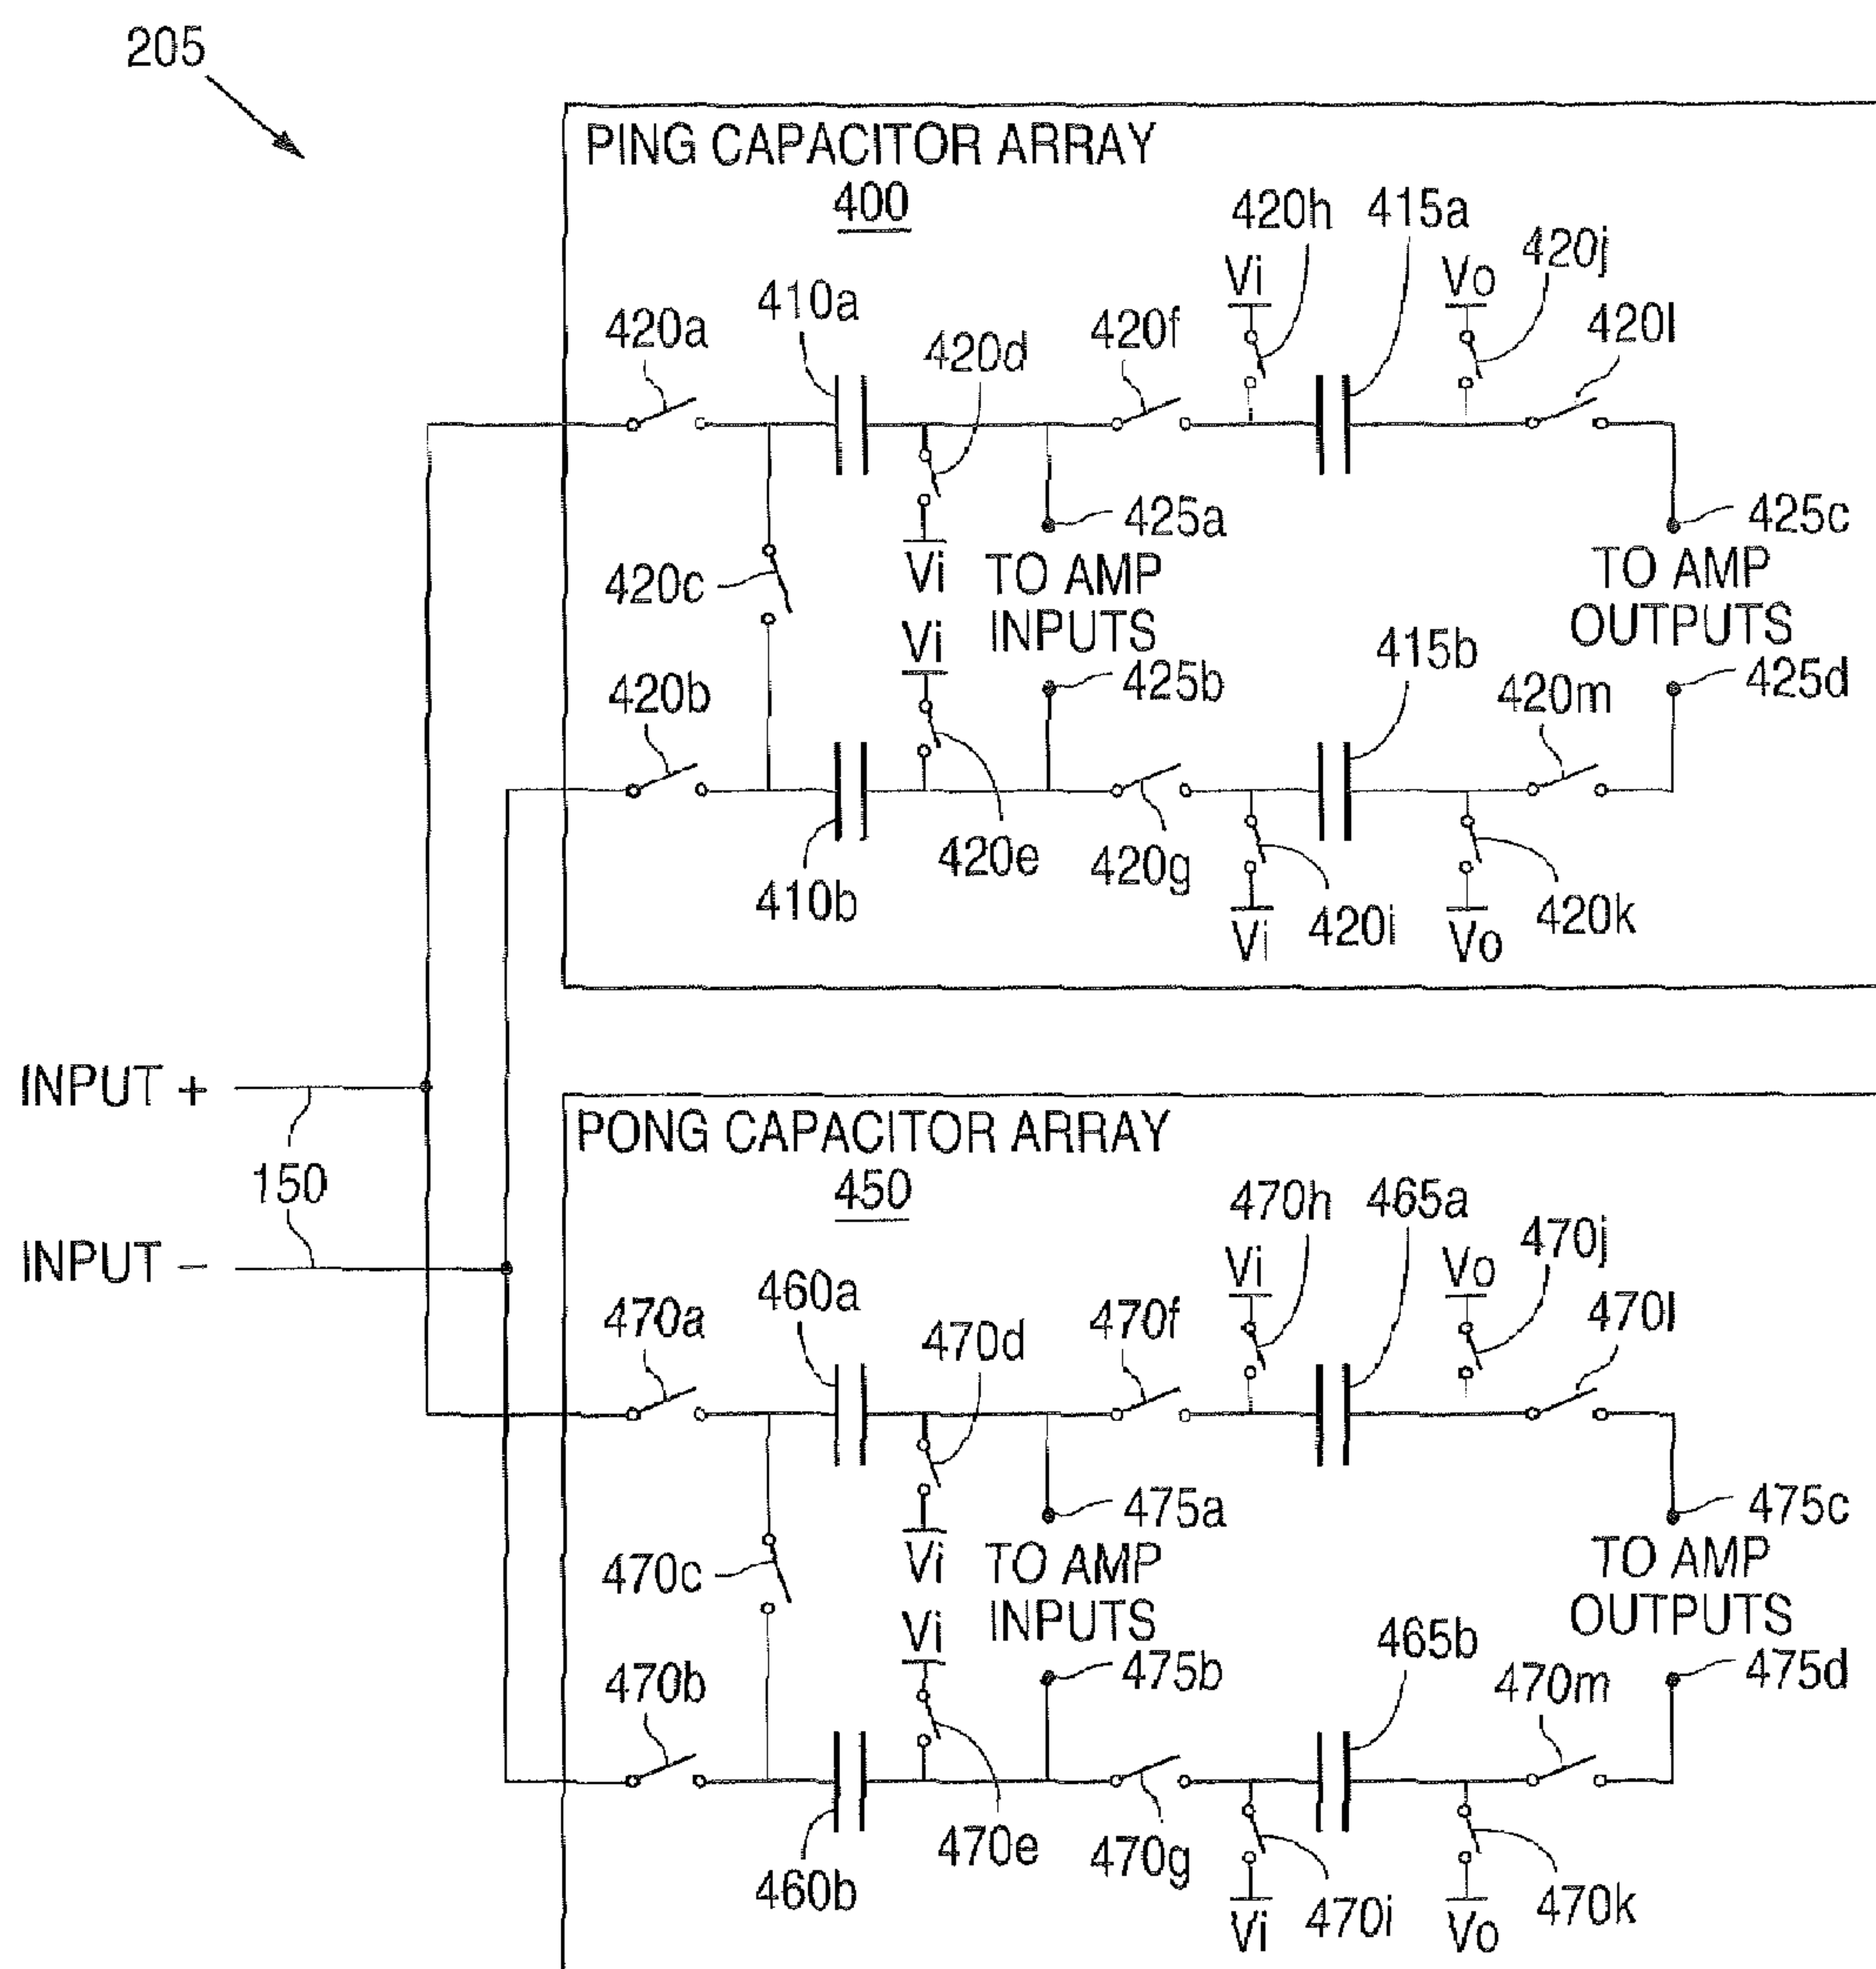 205
PING CAPACITOR ARRAY
400
420h 415a
420j
Vi Vo
410a
420a 420d 420f 420l
425a 425c
420c Vi TO AMP TO AMP
INPUTS OUTPUTS
Vi
415b
420b 425b 420m 425d
420e 420g
410b 420i 420k
Vi Vo
INPUT +
PONG CAPACITOR ARRAY
150
450
470h 465a
470j
INPUT – Vi Vo
460a
470a 470d 470f 470l
475a 475c
470c Vi TO AMP TO AMP
INPUTS OUTPUTS
Vi
465b
470b 475b 470m 475d
470e 470g
460b 470i 470k
Vi Vo